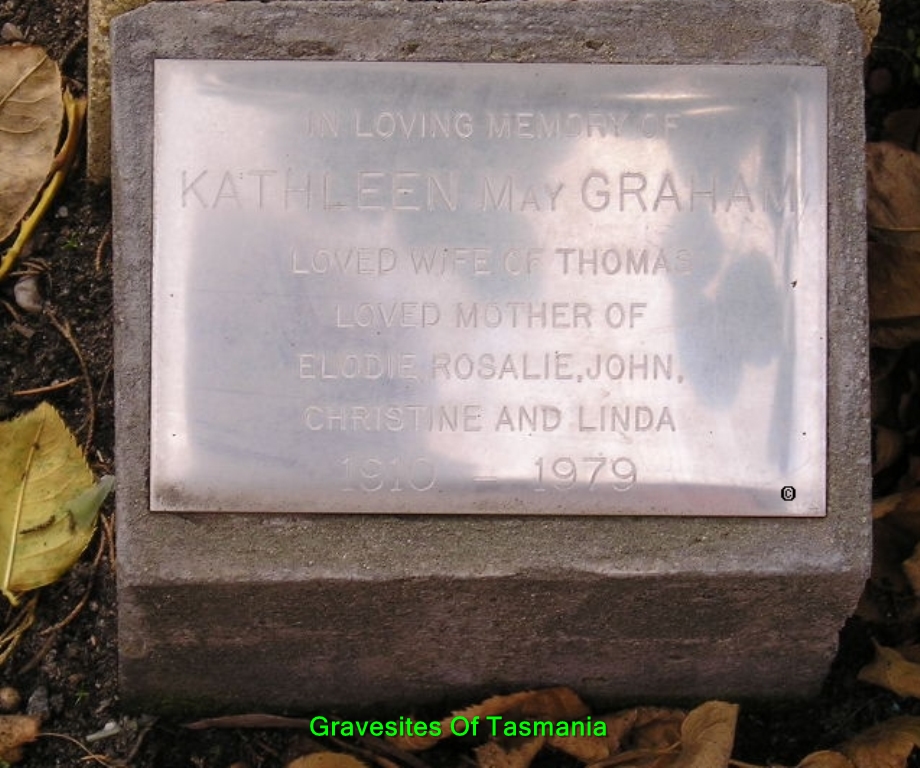 IN LOVING MEMORY OF
KATHLEEN MAY GRAHAM
LOVED WIFE OF THOMAS
LOVED MOTHER OF
ELODIE, ROSALIE, JOHN,
CHRISTINE AND LINDA
1910 - 1979
©
Gravesites Of Tasmania